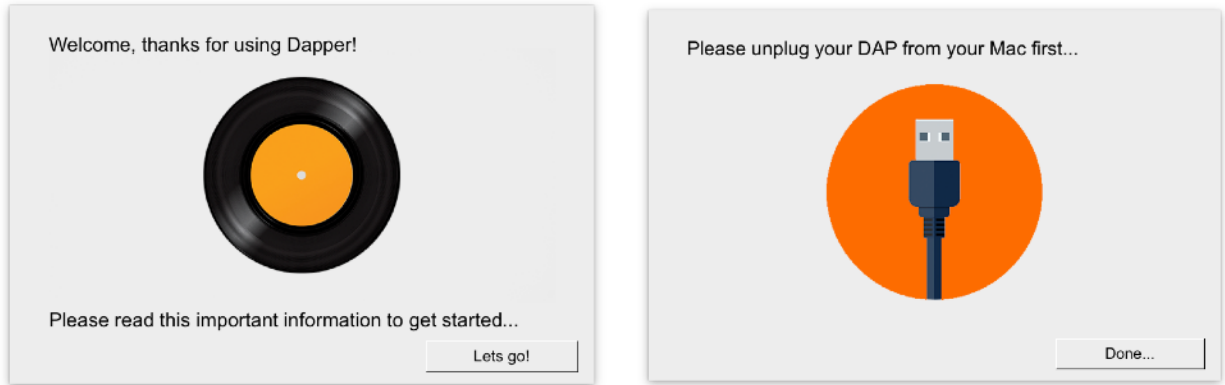 Welcome, thanks for using Dapper!
Please read this important information to get started...
Lets go!
Please unplug your DAP from your Mac first...
Done...